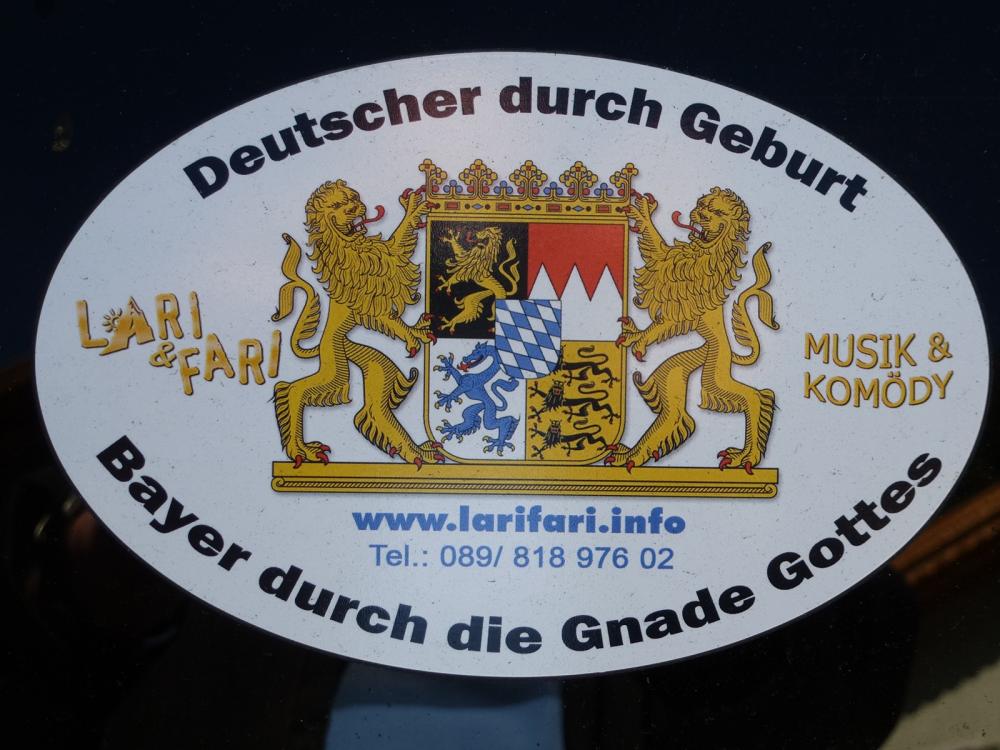 Deutscher durch Geburt
LARI
& FARI
MUSIK &
KOMÖDY
www.larifari.info
Tel.: 089/ 818 976 02
Bayer durch die Gnade Gottes